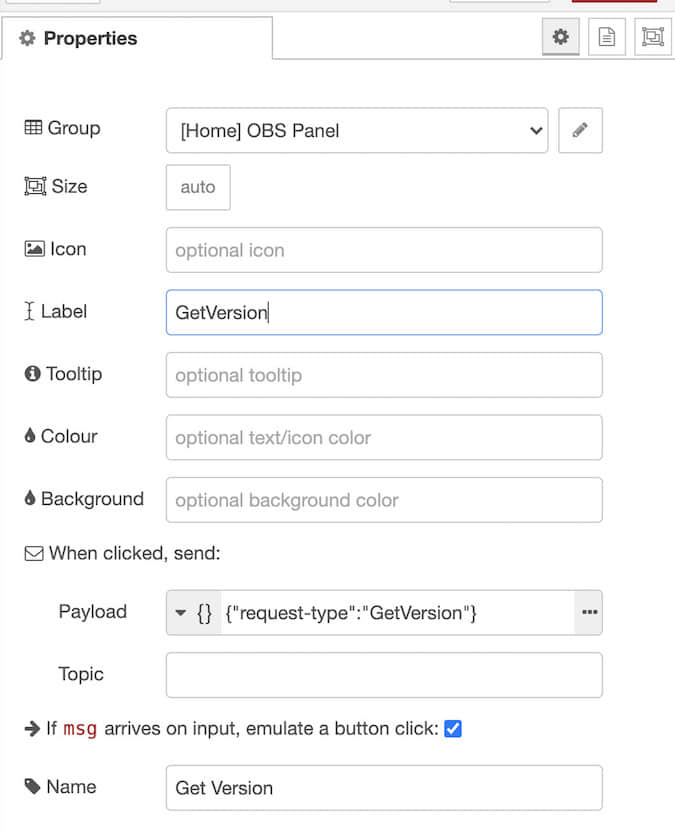 Properties
Group [Home] OBS Panel
Size auto
Icon optional icon
Label GetVersion
Tooltip optional tooltip
Colour optional text/icon color
Background optional background color
When clicked, send:
Payload {} {"request-type":"GetVersion"}
Topic
If msg arrives on input, emulate a button click:
Name Get Version